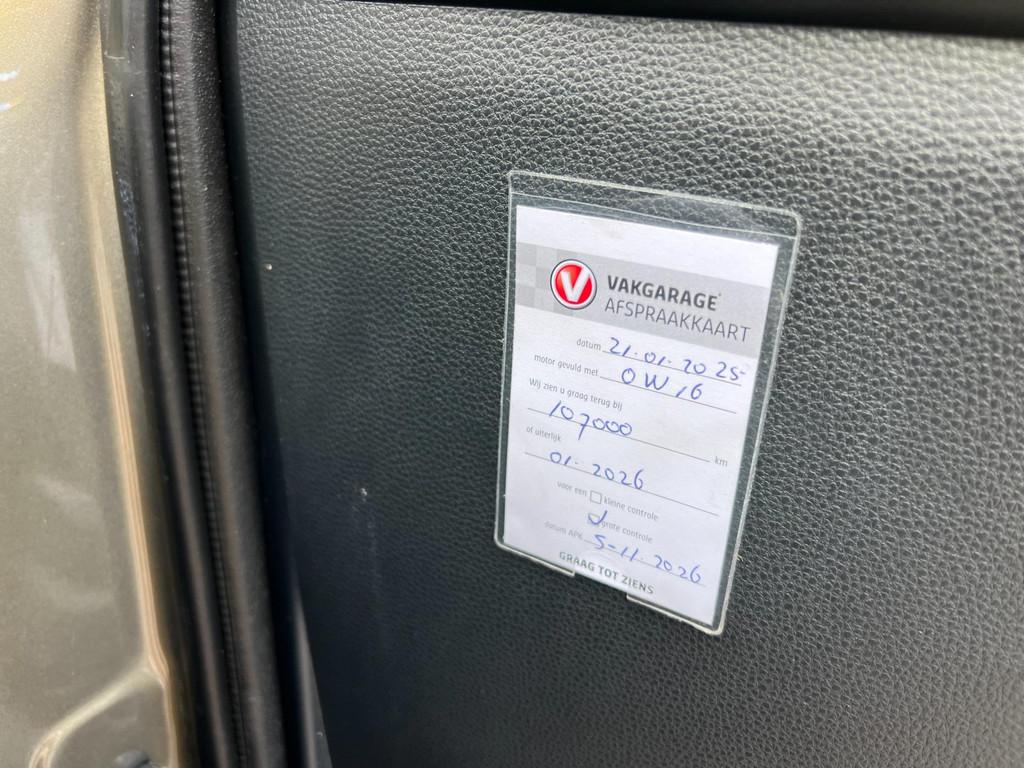 V VAKGARAGE
AFSPRAAKKAART
datum 21.01.2025
motor gevuld met 0W16
Wij zien u graag terug bij
107000 km
of uiterlijk
01-2026
voor een kleine controle
grote controle
datum APK 5-11-2026
GRAAG TOT ZIENS